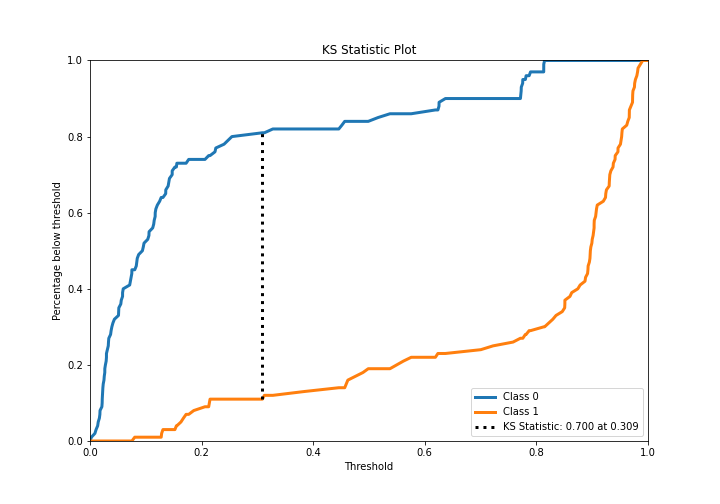 KS Statistic Plot
1.0
0.8
0.6
0.4
0.2
0.0
Percentage below threshold
Class 0
Class 1
KS Statistic: 0.700 at 0.309
0.0 0.2 0.4 0.6 0.8 1.0
Threshold